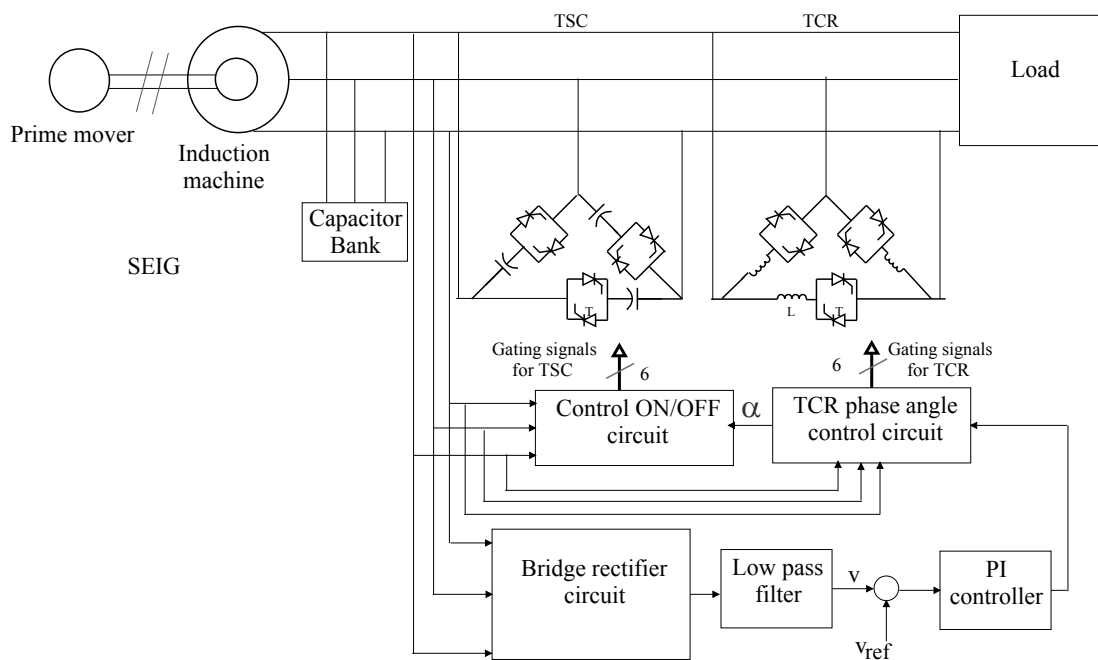 TSC
TCR
Load
Prime mover
Induction
machine
Capacitor
Bank
SEIG
T
L
T
Gating signals
for TSC
6
6
Gating signals
for TCR
Control ON/OFF
circuit
α
TCR phase angle
control circuit
Bridge rectifier
circuit
Low pass
filter
v
PI
controller
vref